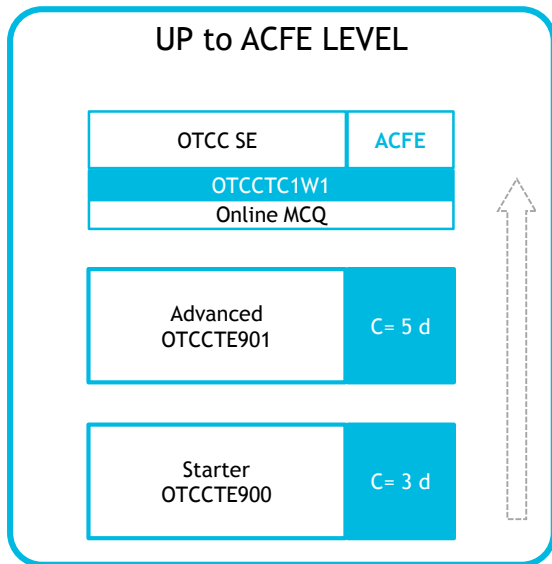 UP to ACFE LEVEL
OTCC SE
ACFE
OTCCTC1W1
Online MCQ
Advanced
OTCCTE901
C= 5 d
Starter
OTCCTE900
C= 3 d